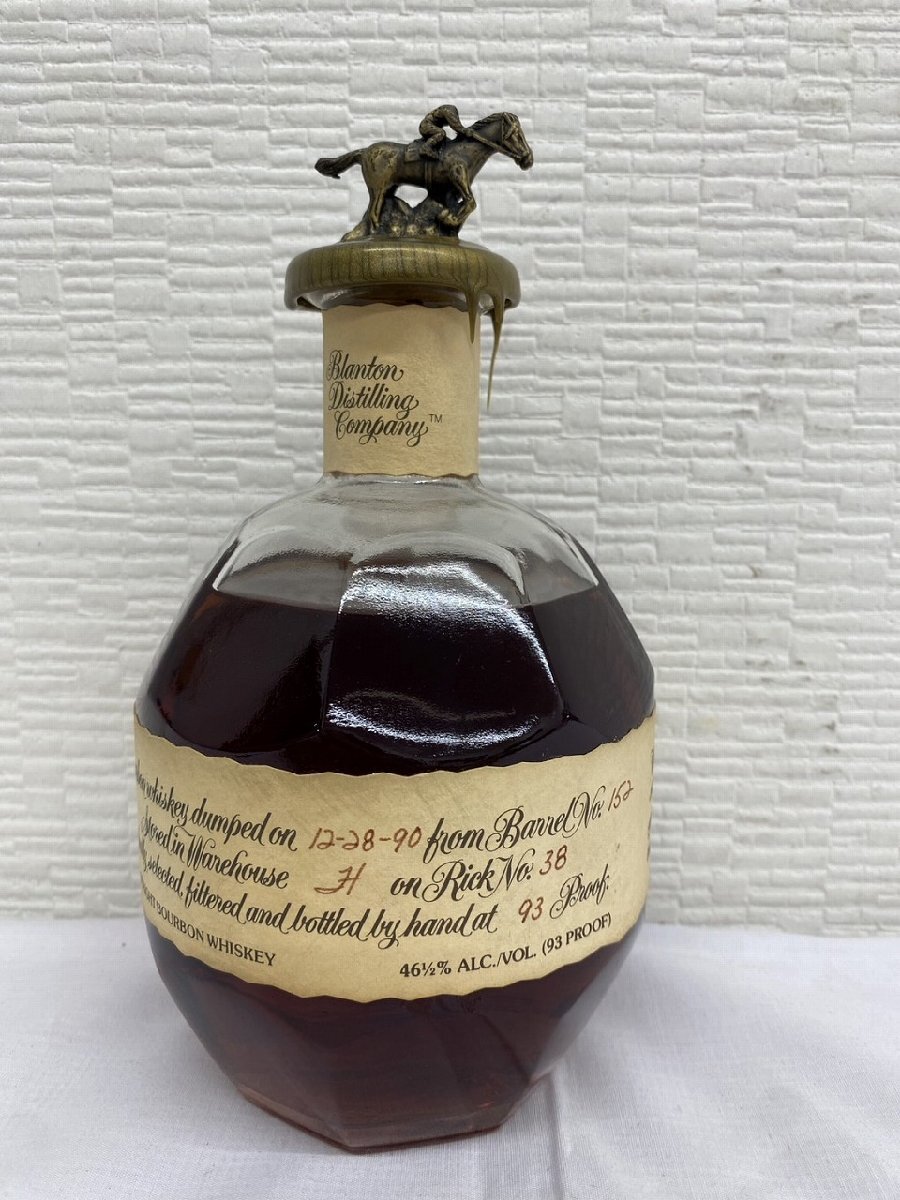 Blanton
Distilling
Company™
whiskey dumped on 12-28-90 from Barrel No. 152
Stored in Warehouse H on Rick No. 38
selected, filtered and bottled by hand at 93 Proof.
BOURBON WHISKEY 46½% ALC./VOL. (93 PROOF)